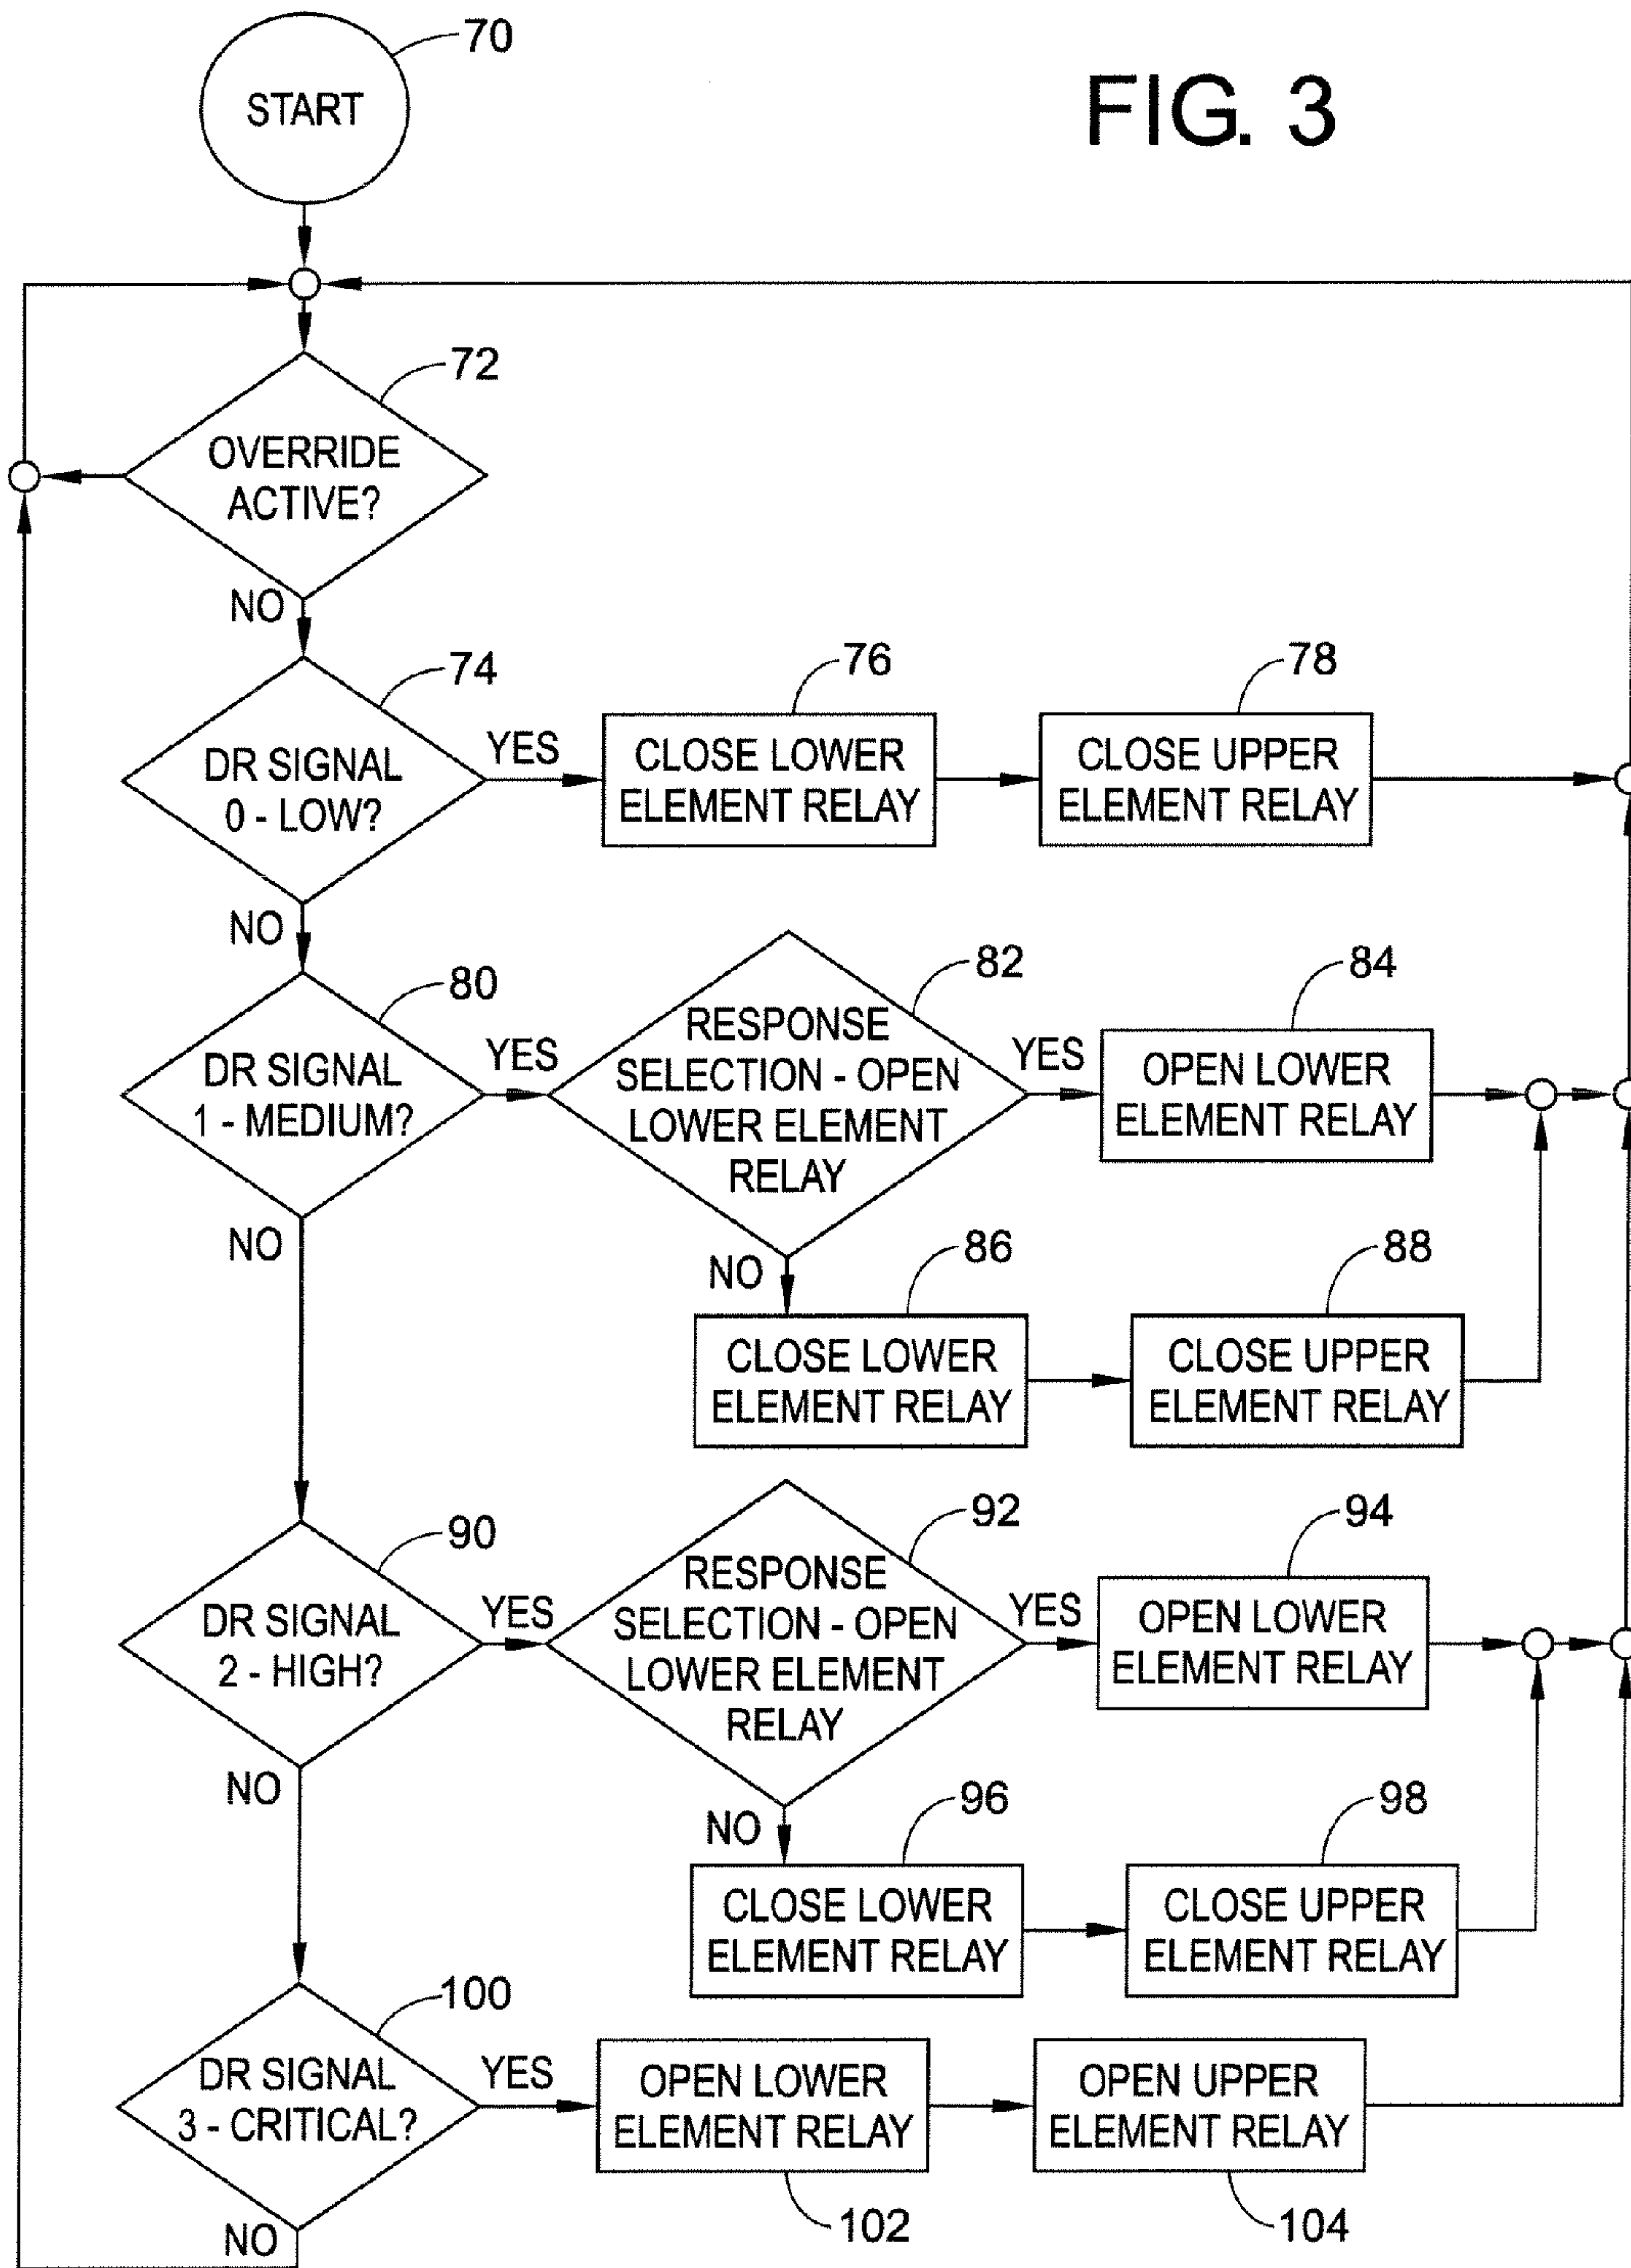 FIG. 3
70
START
72
OVERRIDE
ACTIVE?
NO
74
DR SIGNAL
0 - LOW?
YES
76
CLOSE LOWER
ELEMENT RELAY
78
CLOSE UPPER
ELEMENT RELAY
NO
80
DR SIGNAL
1 - MEDIUM?
YES
82
RESPONSE
SELECTION - OPEN
LOWER ELEMENT
RELAY
YES
84
OPEN LOWER
ELEMENT RELAY
NO
NO
86
CLOSE LOWER
ELEMENT RELAY
88
CLOSE UPPER
ELEMENT RELAY
90
DR SIGNAL
2 - HIGH?
YES
92
RESPONSE
SELECTION - OPEN
LOWER ELEMENT
RELAY
YES
94
OPEN LOWER
ELEMENT RELAY
NO
NO
96
CLOSE LOWER
ELEMENT RELAY
98
CLOSE UPPER
ELEMENT RELAY
100
DR SIGNAL
3 - CRITICAL?
YES
OPEN LOWER
ELEMENT RELAY
102
OPEN UPPER
ELEMENT RELAY
104
NO